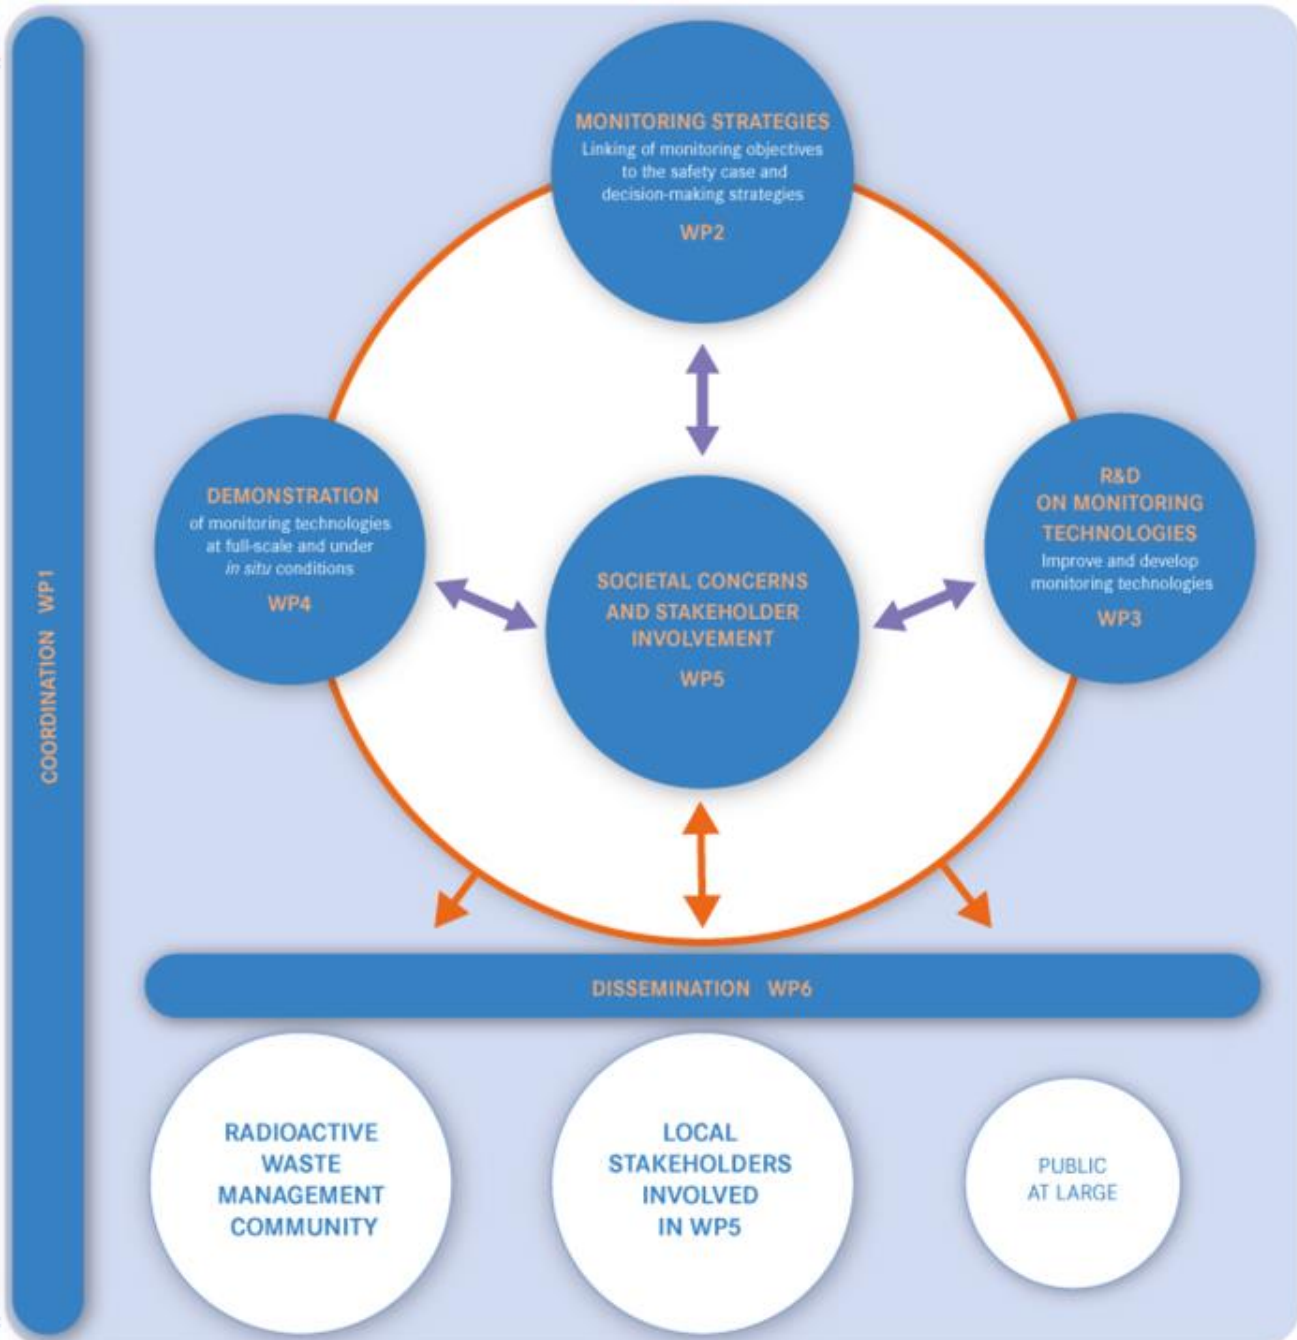 COORDINATION WP1
MONITORING STRATEGIES
Linking of monitoring objectives
to the safety case and
decision-making strategies
WP2
DEMONSTRATION
of monitoring technologies
at full-scale and under
in situ conditions
WP4
SOCIETAL CONCERNS
AND STAKEHOLDER
INVOLVEMENT
WP5
R&D
ON MONITORING
TECHNOLOGIES
Improve and develop
monitoring technologies
WP3
DISSEMINATION WP6
RADIOACTIVE
WASTE
MANAGEMENT
COMMUNITY
LOCAL
STAKEHOLDERS
INVOLVED
IN WP5
PUBLIC
AT LARGE